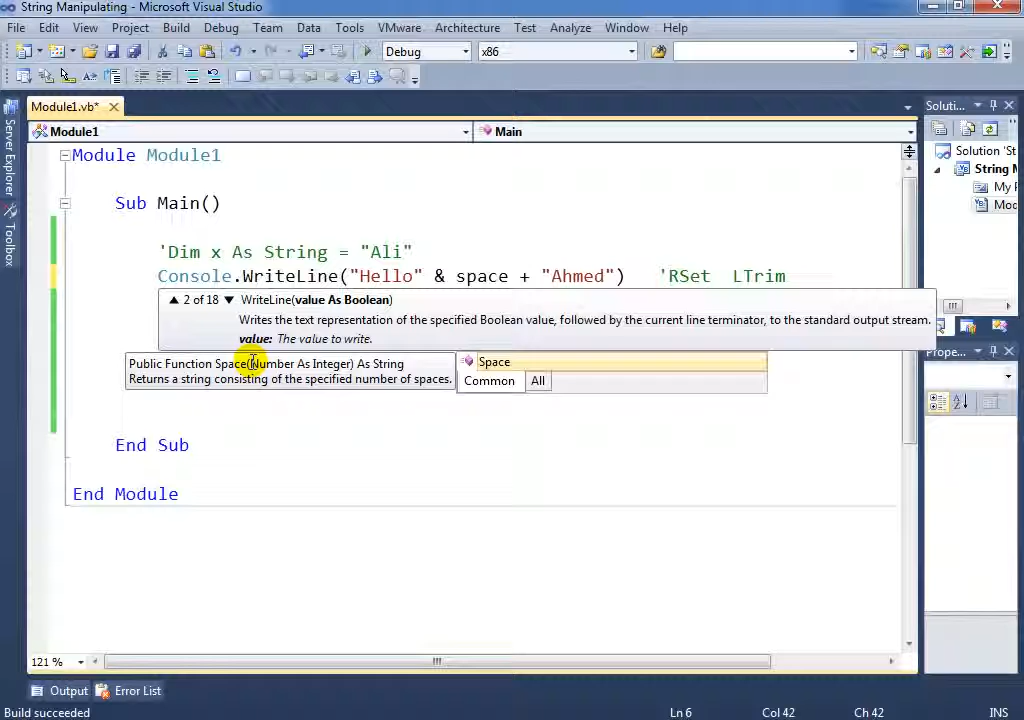 String Manipulating - Microsoft Visual Studio
File Edit View Project Build Debug Team Data Tools VMware Architecture Test Analyze Window Help
Debug x86
Module1.vb* Soluti...
Module1 Main
Server Explorer
Toolbox
Module Module1
Sub Main()
'Dim x As String = "Ali"
Console.WriteLine("Hello" & space + "Ahmed") 'RSet LTrim
2 of 18 WriteLine(value As Boolean)
Writes the text representation of the specified Boolean value, followed by the current line terminator, to the standard output stream.
value: The value to write.
Public Function Space(Number As Integer) As String
Returns a string consisting of the specified number of spaces.
Space
Common All
End Sub
End Module
Solution 'St
String M
My P
Moc
Prope...
121 %
Output Error List
Build succeeded Ln 6 Col 42 Ch 42 INS